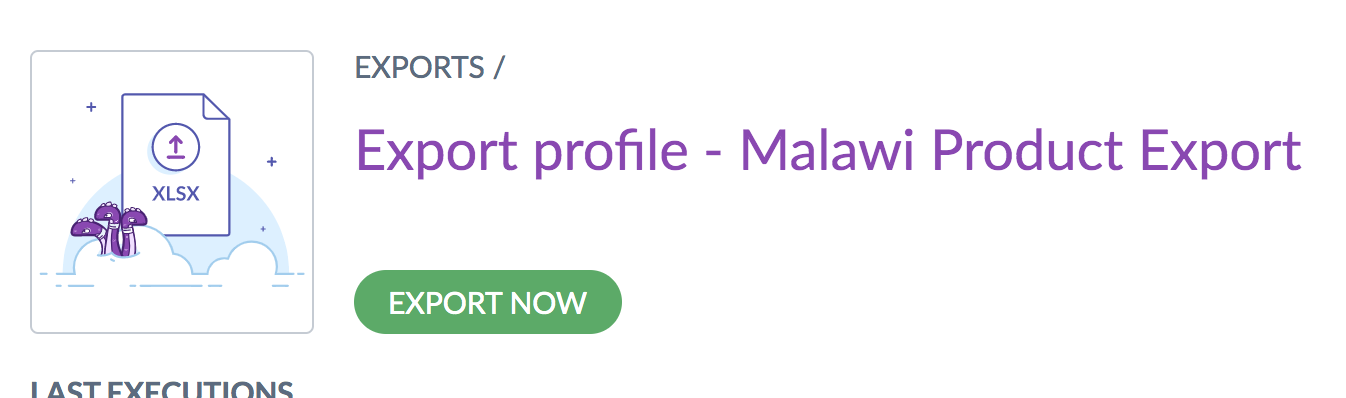 EXPORTS /
Export profile - Malawi Product Export
XLSX
EXPORT NOW
LAST EXECUTIONS